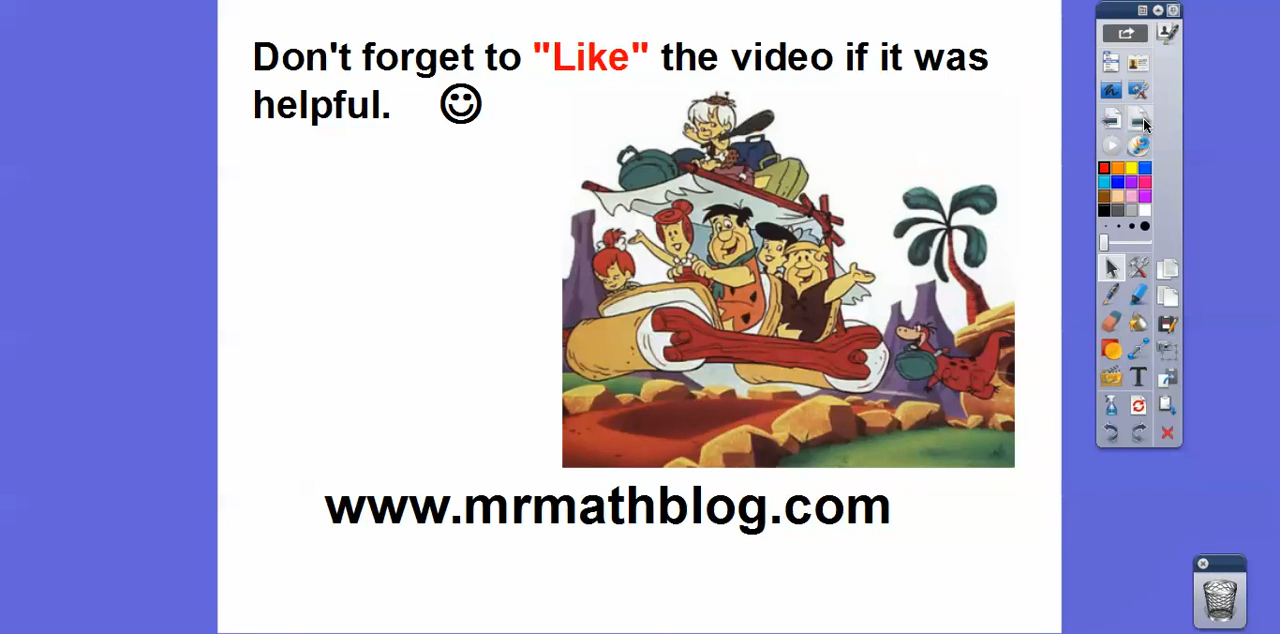 Don't forget to "Like" the video if it was
helpful. ☺
www.mrmathblog.com